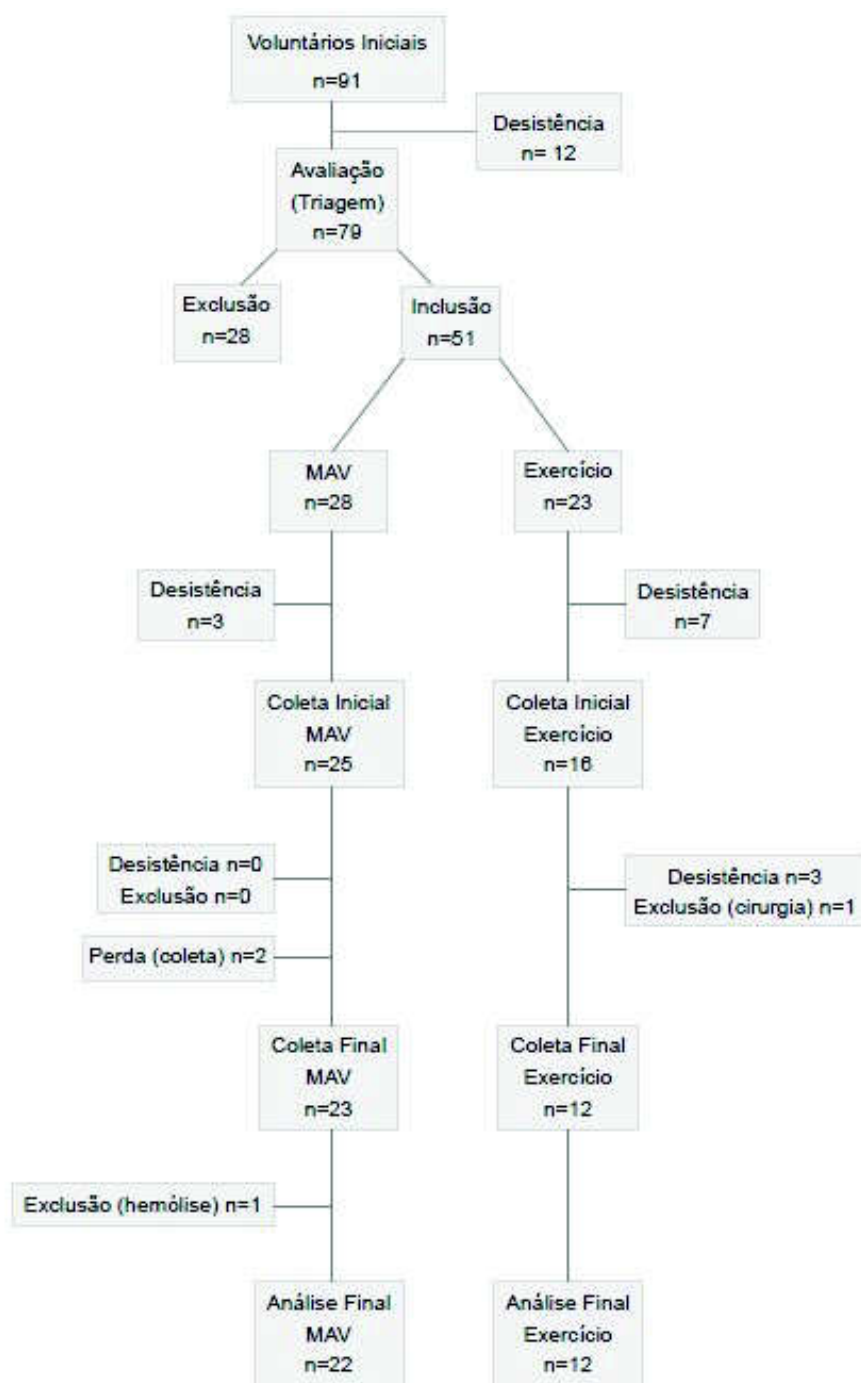 Voluntários Iniciais
n=91
Desistência
n= 12
Avaliação
(Triagem)
n=79
Exclusão
n=28
Inclusão
n=51
MAV
n=28
Exercício
n=23
Desistência
n=3
Desistência
n=7
Coleta Inicial
MAV
n=25
Coleta Inicial
Exercício
n=16
Desistência n=0
Exclusão n=0
Desistência n=3
Exclusão (cirurgia) n=1
Perda (coleta) n=2
Coleta Final
MAV
n=23
Coleta Final
Exercício
n=12
Exclusão (hemólise) n=1
Análise Final
MAV
n=22
Análise Final
Exercício
n=12